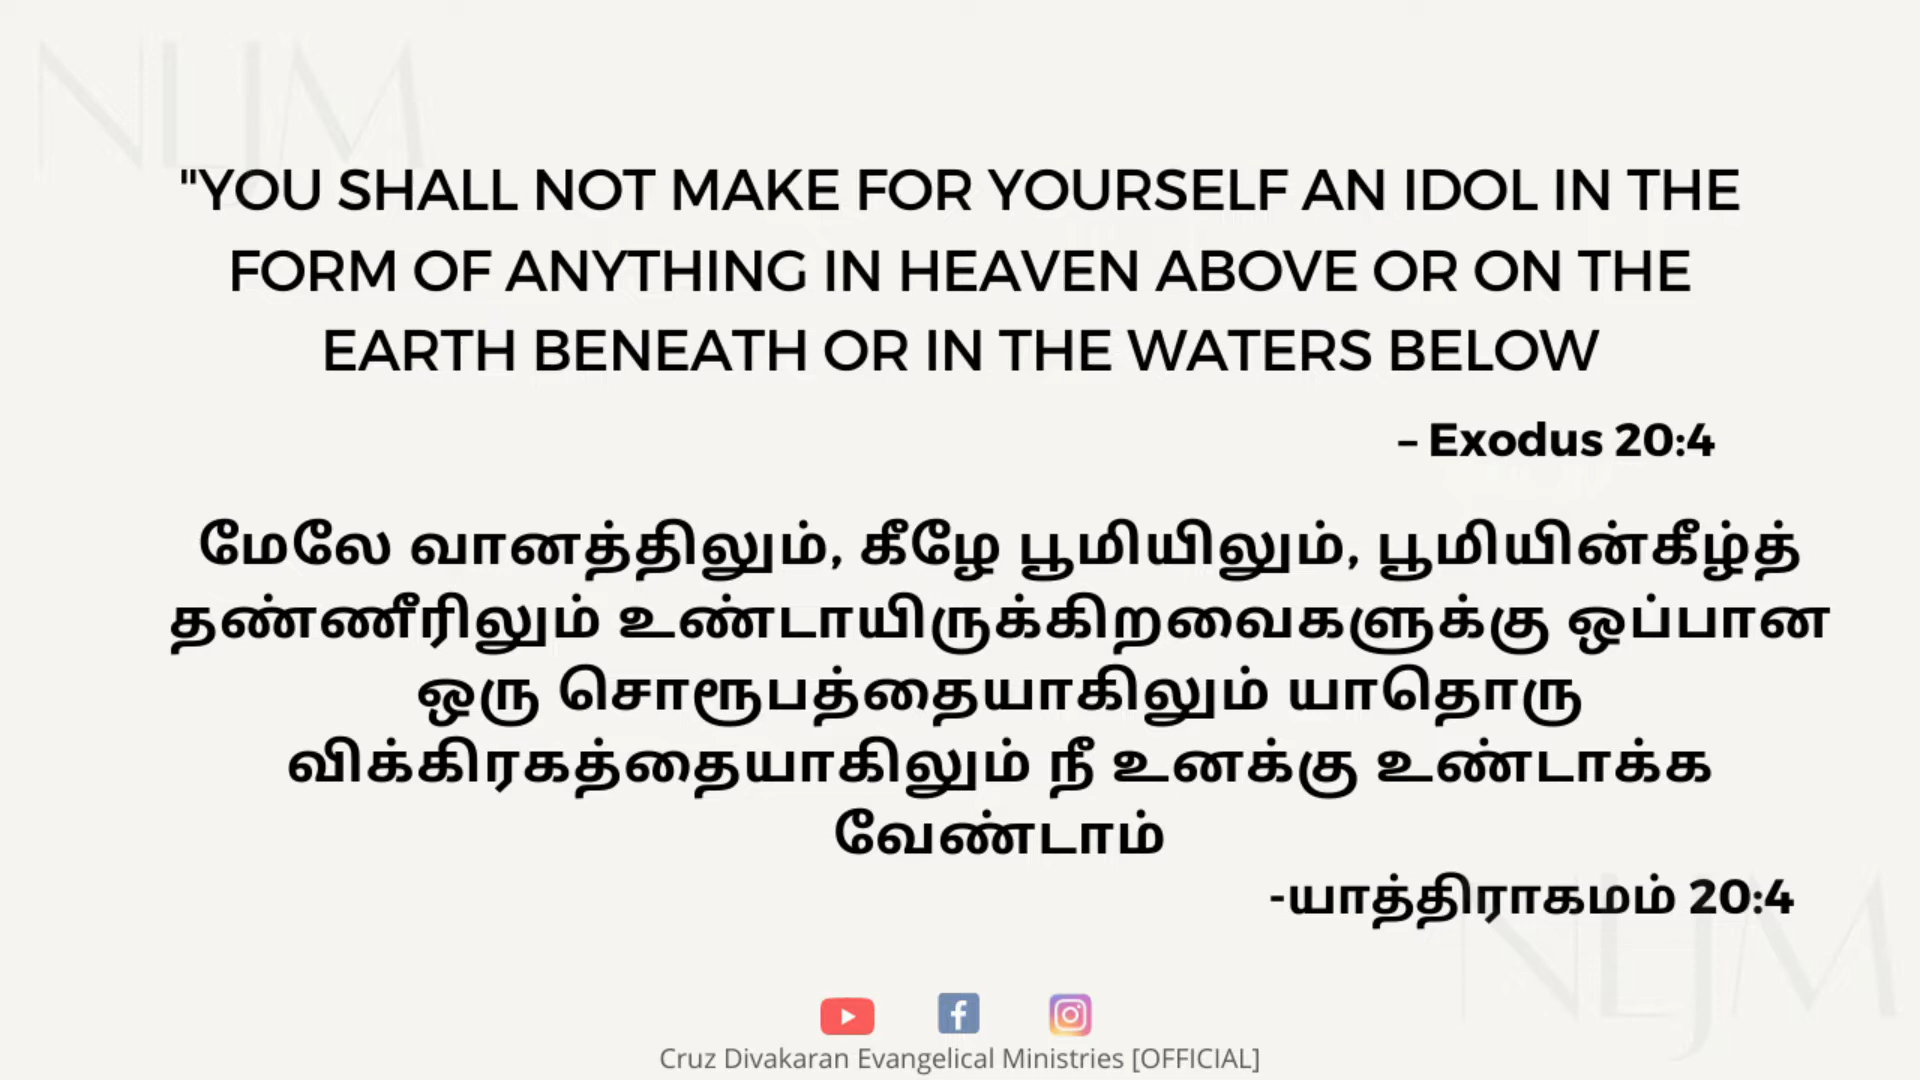 NLJM
"YOU SHALL NOT MAKE FOR YOURSELF AN IDOL IN THE
FORM OF ANYTHING IN HEAVEN ABOVE OR ON THE
EARTH BENEATH OR IN THE WATERS BELOW
– Exodus 20:4
மேலே வானத்திலும், கீழே பூமியிலும், பூமியின்கீழ்த்
தண்ணீரிலும் உண்டாயிருக்கிறவைகளுக்கு ஒப்பான
ஒரு சொரூபத்தையாகிலும் யாதொரு
விக்கிரகத்தையாகிலும் நீ உனக்கு உண்டாக்க
வேண்டாம்
-யாத்திராகமம் 20:4
NLJM
Cruz Divakaran Evangelical Ministries [OFFICIAL]